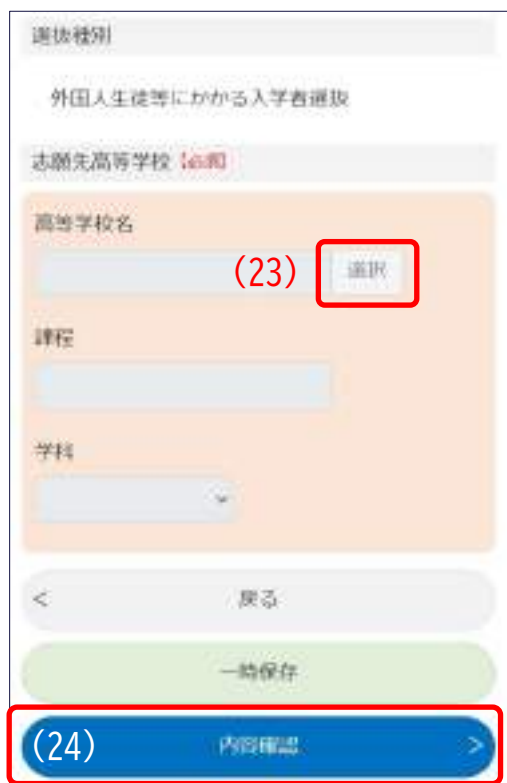 選抜種別
外国人生徒等にかかる入学者選抜
志願先高等学校【必須】
高等学校名
(23) 選択
課程
学科
< 戻る
一時保存
(24) 内容確認 >